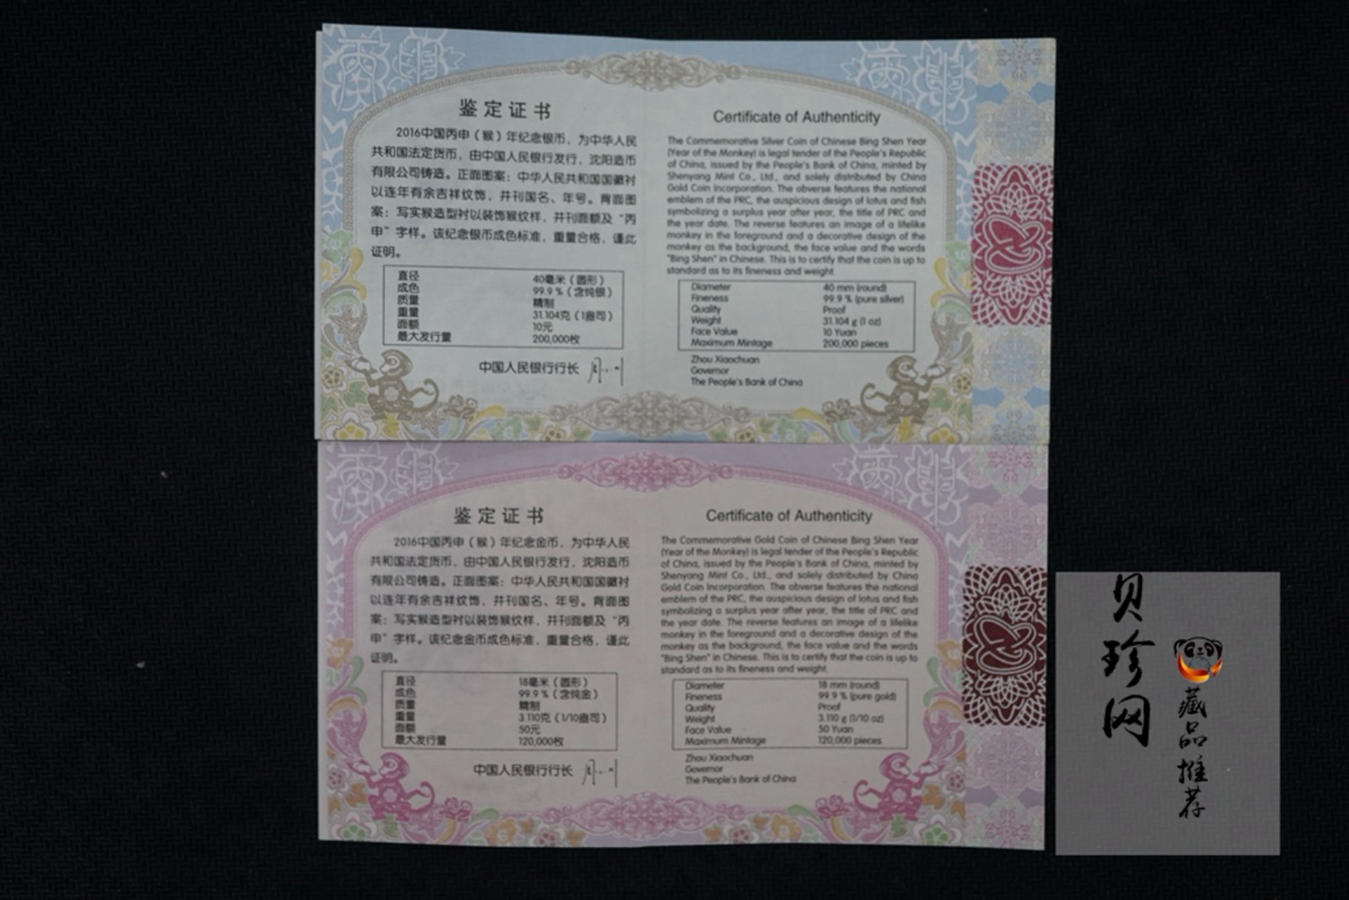 鉴定证书
2016中国丙申（猴）年纪念银币，为中华人民
共和国法定货币，由中国人民银行发行，沈阳造币
有限公司铸造。正面图案：中华人民共和国国徽衬
以连年有余吉祥纹饰，并刊国名、年号。背面图
案：写实猴造型衬以装饰猴纹样，并刊面额及“丙
申”字样。该纪念银币成色标准，重量合格，谨此
证明。
直径 40毫米（圆形）
成色 99.9％（含纯银）
质量 精制
重量 31.104克（1盎司）
面额 10元
最大发行量 200,000枚
中国人民银行行长
Certificate of Authenticity
The Commemorative Silver Coin of Chinese Bing Shen Year
(Year of the Monkey) is legal tender of the People's Republic
of China, issued by the People's Bank of China, minted by
Shenyang Mint Co., Ltd., and solely distributed by China
Gold Coin Incorporation. The obverse features the national
emblem of the PRC, the auspicious design of lotus and fish
symbolizing a surplus year after year, the title of PRC and
the year date. The reverse features an image of a lifelike
monkey in the foreground and a decorative design of the
monkey as the background, the face value and the words
"Bing Shen" in Chinese. This is to certify that the coin is up to
standard as to its fineness and weight.
Diameter 40 mm (round)
Fineness 99.9 % (pure silver)
Quality Proof
Weight 31.104 g (1 oz)
Face Value 10 Yuan
Maximum Mintage 200,000 pieces
Zhou Xiaochuan
Governor
The People's Bank of China
鉴定证书
2016中国丙申（猴）年纪念金币，为中华人民
共和国法定货币，由中国人民银行发行，沈阳造币
有限公司铸造。正面图案：中华人民共和国国徽衬
以连年有余吉祥纹饰，并刊国名、年号。背面图
案：写实猴造型衬以装饰猴纹样，并刊面额及“丙
申”字样。该纪念金币成色标准，重量合格，谨此
证明。
直径 18毫米（圆形）
成色 99.9％（含纯金）
质量 精制
重量 3.110克（1/10盎司）
面额 50元
最大发行量 120,000枚
中国人民银行行长
Certificate of Authenticity
The Commemorative Gold Coin of Chinese Bing Shen Year
(Year of the Monkey) is legal tender of the People's Republic
of China, issued by the People's Bank of China, minted by
Shenyang Mint Co., Ltd., and solely distributed by China
Gold Coin Incorporation. The obverse features the national
emblem of the PRC, the auspicious design of lotus and fish
symbolizing a surplus year after year, the title of PRC and
the year date. The reverse features an image of a lifelike
monkey in the foreground and a decorative design of the
monkey as the background, the face value and the words
"Bing Shen" in Chinese. This is to certify that the coin is up to
standard as to its fineness and weight.
Diameter 18 mm (round)
Fineness 99.9 % (pure gold)
Quality Proof
Weight 3.110 g (1/10 oz)
Face Value 50 Yuan
Maximum Mintage 120,000 pieces
Zhou Xiaochuan
Governor
The People's Bank of China
贝珍网
藏品推荐